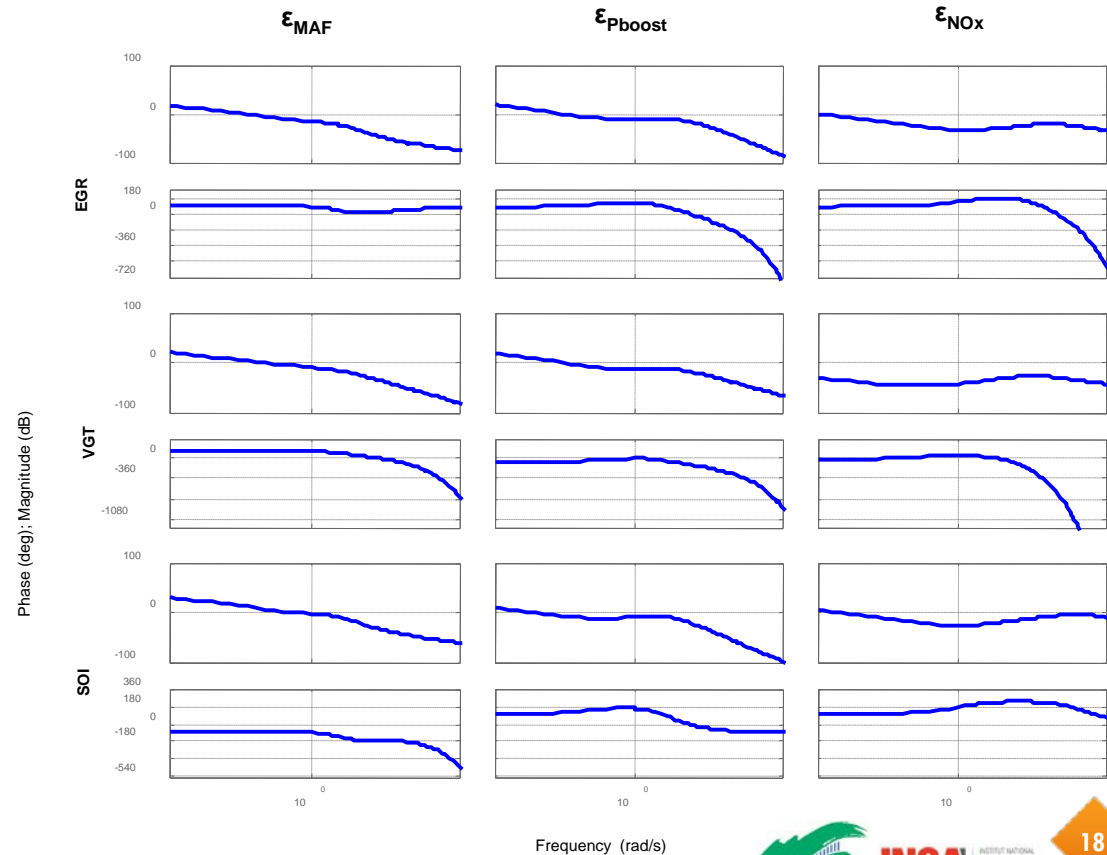 εMAF εPboost εNOx
100
0
-100
EGR
180
0
-360
-720
100
0
-100
Phase (deg); Magnitude (dB)
VGT
0
-360
-1080
100
0
-100
SOI
360
180
0
-180
-540
10 0 10 0 10 0
Frequency (rad/s)
INSTITUT NATIONAL
18